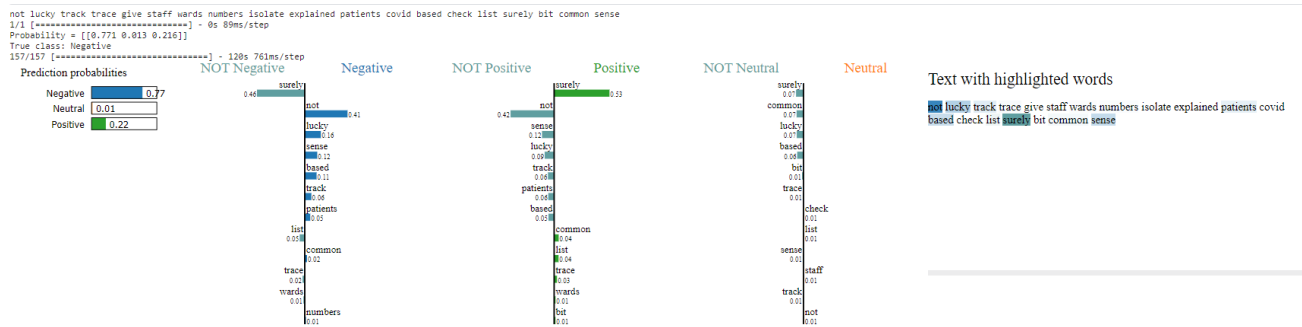 not lucky track trace give staff wards numbers isolate explained patients covid based check list surely bit common sense
1/1 [==============================] - 0s 89ms/step
Probability = [[0.771 0.013 0.216]]
True class: Negative
157/157 [==============================] - 120s 761ms/step
Prediction probabilities
Negative 0.77
Neutral 0.01
Positive 0.22
NOT Negative Negative
surely
0.46
not
0.41
lucky
0.16
sense
0.12
based
0.11
track
0.06
patients
0.05
list
0.05
common
0.02
trace
0.02
wards
0.01
numbers
0.01
NOT Positive Positive
surely
0.53
not
0.42
sense
0.12
lucky
0.09
track
0.06
patients
0.06
based
0.05
common
0.04
list
0.04
trace
0.03
wards
0.01
bit
0.01
NOT Neutral Neutral
surely
0.07
common
0.07
lucky
0.07
based
0.06
bit
0.01
trace
0.01
check
0.01
list
0.01
sense
0.01
staff
0.01
track
0.01
not
0.01
Text with highlighted words
not lucky track trace give staff wards numbers isolate explained patients covid
based check list surely bit common sense